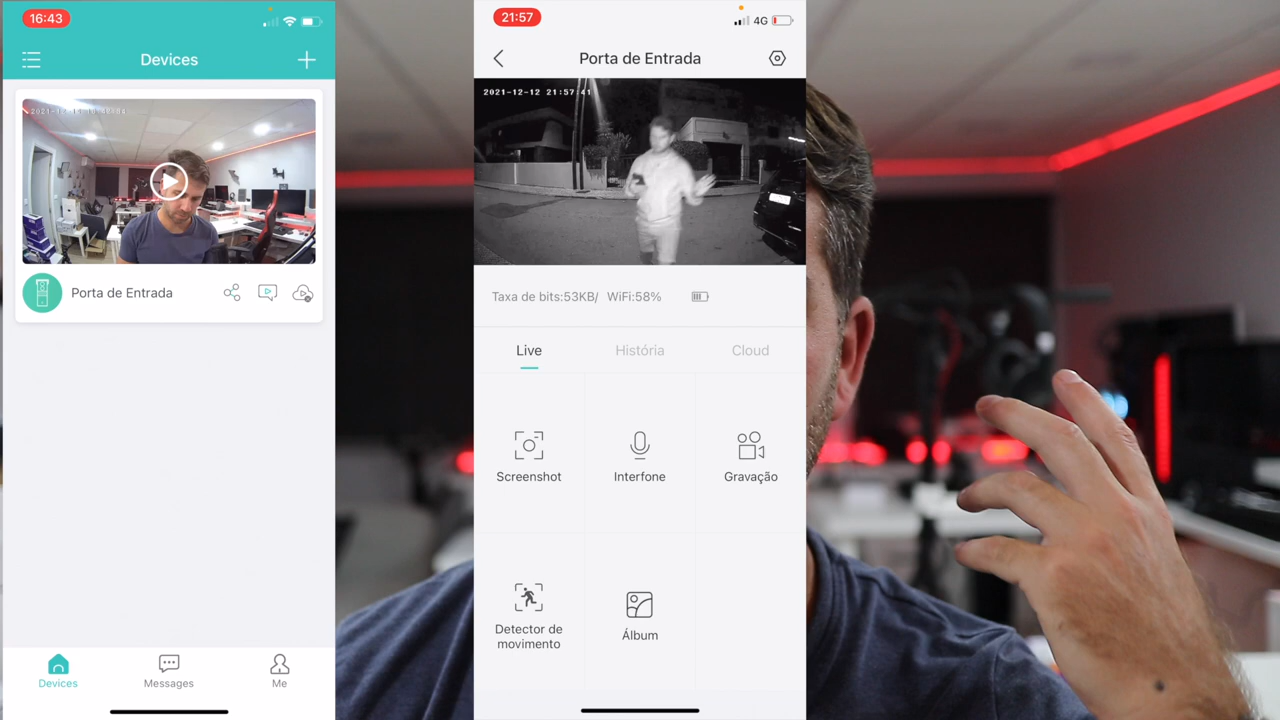 16:43
Devices
Porta de Entrada
Devices
Messages
Me
21:57
4G
Porta de Entrada
2021-12-12 21:57:41
Taxa de bits:53KB/ WiFi:58%
Live
História
Cloud
Screenshot
Interfone
Gravação
Detector de
movimento
Álbum